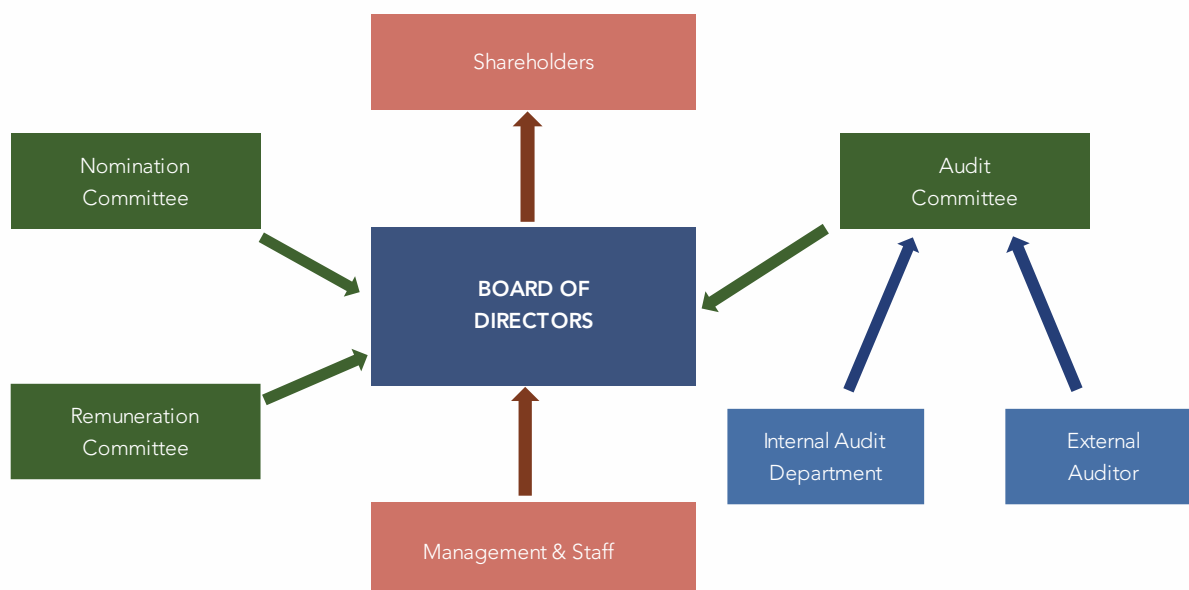 Shareholders
Nomination
Committee
Audit
Committee
BOARD OF
DIRECTORS
Remuneration
Committee
Internal Audit
Department
External
Auditor
Management & Staff